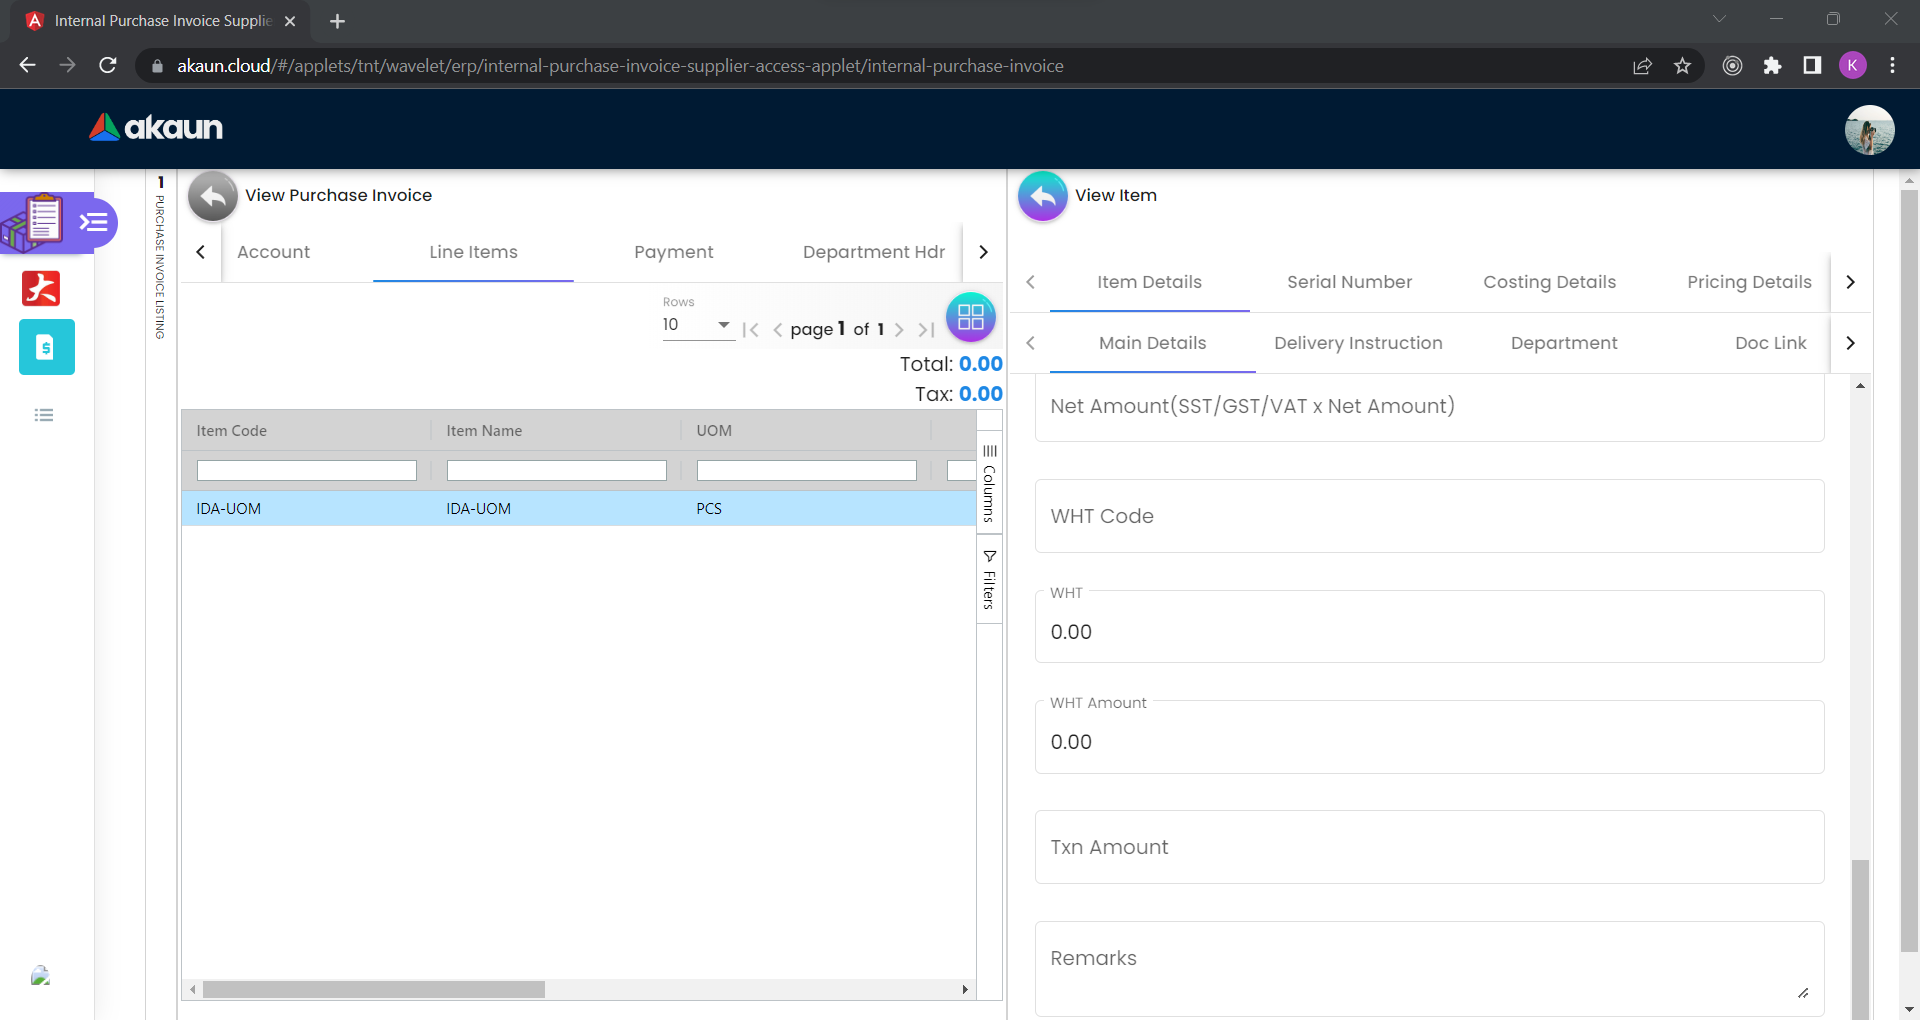 Internal Purchase Invoice Supplie
akaun.cloud/#/applets/tnt/wavelet/erp/internal-purchase-invoice-supplier-access-applet/internal-purchase-invoice
K
akaun
1
PURCHASE INVOICE LISTING
View Purchase Invoice
Account
Line Items
Payment
Department Hdr
Rows
10
page 1 of 1
Total: 0.00
Tax: 0.00
Item Code
Item Name
UOM
IDA-UOM
IDA-UOM
PCS
Columns
Filters
View Item
Item Details
Serial Number
Costing Details
Pricing Details
Main Details
Delivery Instruction
Department
Doc Link
Net Amount(SST/GST/VAT x Net Amount)
WHT Code
WHT
0.00
WHT Amount
0.00
Txn Amount
Remarks